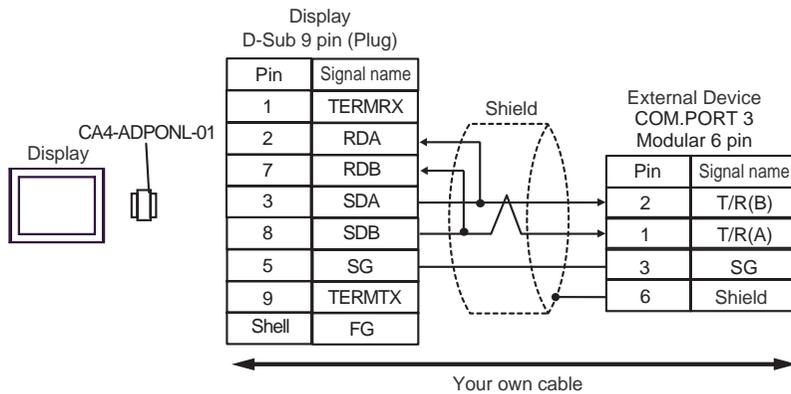 Display
D-Sub 9 pin (Plug)
Pin Signal name
1 TERMRX
2 RDA
7 RDB
3 SDA
8 SDB
5 SG
9 TERMTX
Shell FG
CA4-ADPONL-01
Display
Shield
External Device
COM.PORT 3
Modular 6 pin
Pin Signal name
2 T/R(B)
1 T/R(A)
3 SG
6 Shield
Your own cable